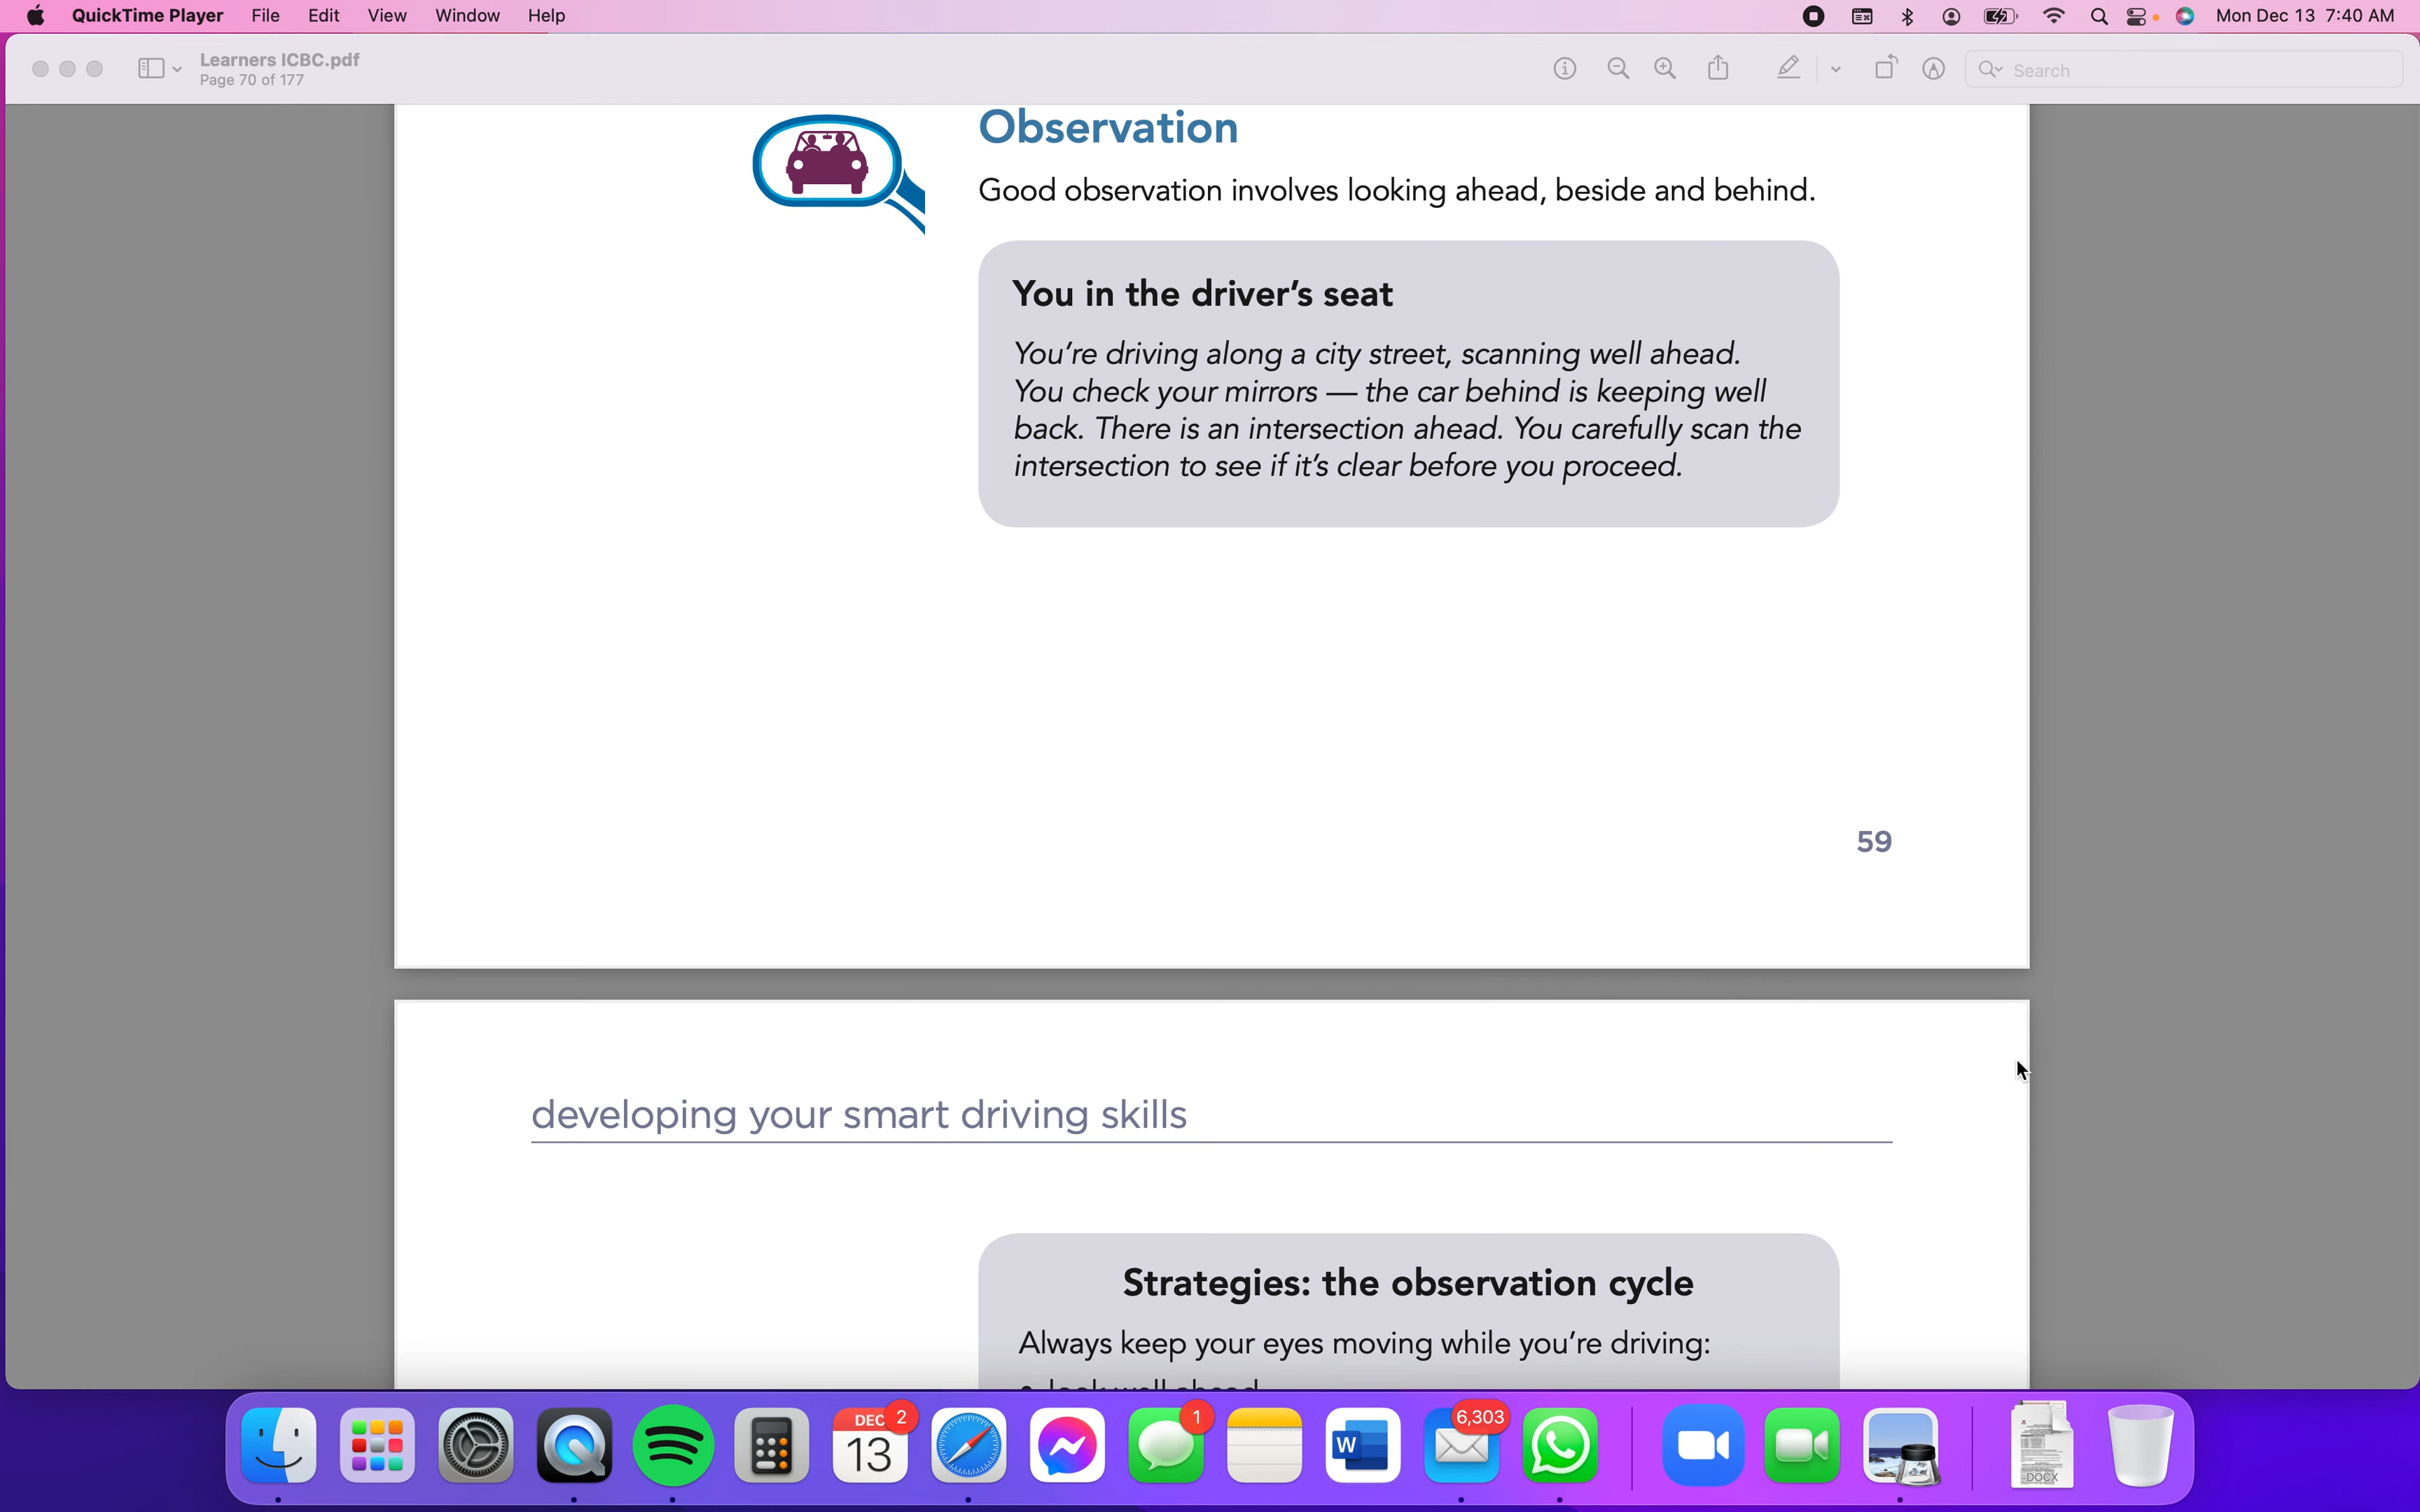 QuickTime Player File Edit View Window Help Mon Dec 13 7:40 AM
Learners ICBC.pdf
Page 70 of 177
Search
Observation
Good observation involves looking ahead, beside and behind.
You in the driver's seat
You're driving along a city street, scanning well ahead.
You check your mirrors — the car behind is keeping well
back. There is an intersection ahead. You carefully scan the
intersection to see if it's clear before you proceed.
59
developing your smart driving skills
Strategies: the observation cycle
Always keep your eyes moving while you're driving:
• look well ahead
DEC 2
13
1
W
6,303
DOCX